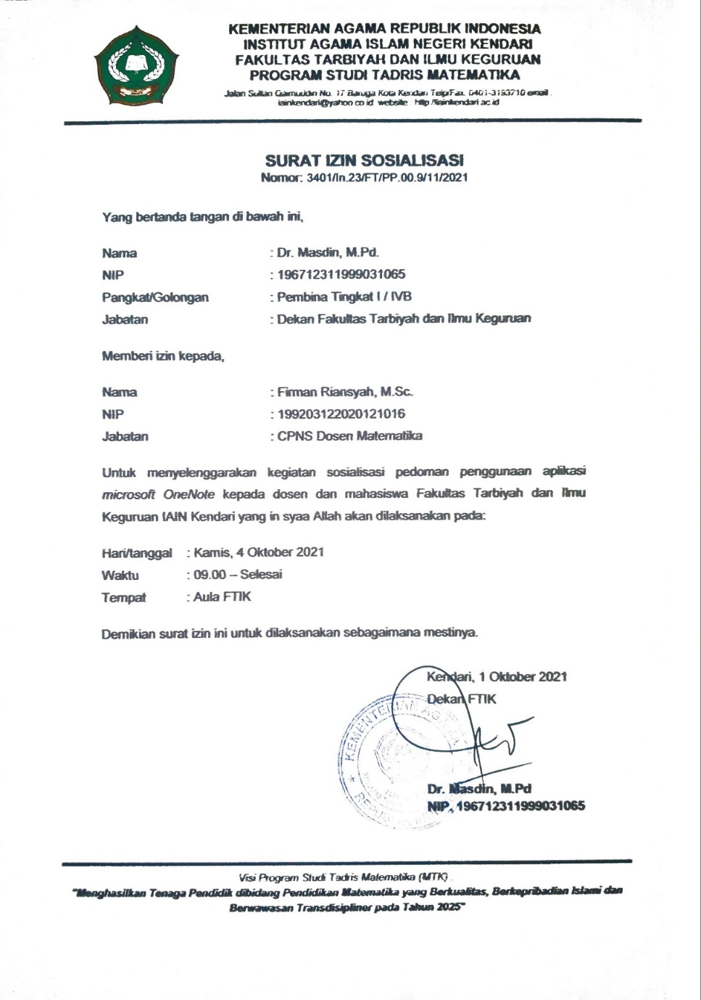 KEMENTERIAN AGAMA REPUBLIK INDONESIA
INSTITUT AGAMA ISLAM NEGERI KENDARI
FAKULTAS TARBIYAH DAN ILMU KEGURUAN
PROGRAM STUDI TADRIS MATEMATIKA
Jalan Sultan Qaimuddin No. 17 Baruga Kota Kendari Telp/Fax. 0401-3193710 email :
iainkendari@yahoo.co.id website : http://iainkendari.ac.id
SURAT IZIN SOSIALISASI
Nomor: 3401/In.23/FT/PP.00.9/11/2021
Yang bertanda tangan di bawah ini,
Nama : Dr. Masdin, M.Pd.
NIP : 196712311999031065
Pangkat/Golongan : Pembina Tingkat I / IVB
Jabatan : Dekan Fakultas Tarbiyah dan Ilmu Keguruan
Memberi izin kepada,
Nama : Firman Riansyah, M.Sc.
NIP : 199203122020121016
Jabatan : CPNS Dosen Matematika
Untuk menyelenggarakan kegiatan sosialisasi pedoman penggunaan aplikasi
microsoft OneNote kepada dosen dan mahasiswa Fakultas Tarbiyah dan Ilmu
Keguruan IAIN Kendari yang in syaa Allah akan dilaksanakan pada:
Hari/tanggal : Kamis, 4 Oktober 2021
Waktu : 09.00 – Selesai
Tempat : Aula FTIK
Demikian surat izin ini untuk dilaksanakan sebagaimana mestinya.
Kendari, 1 Oktober 2021
Dekan FTIK
KEMENTERIAN AGAMA
REPUBLIK
Dr. Masdin, M.Pd
NIP. 196712311999031065
Visi Program Studi Tadris Matematika (MTK) :
"Menghasilkan Tenaga Pendidik dibidang Pendidikan Matematika yang Berkualitas, Berkepribadian Islami dan
Berwawasan Transdisipliner pada Tahun 2025"